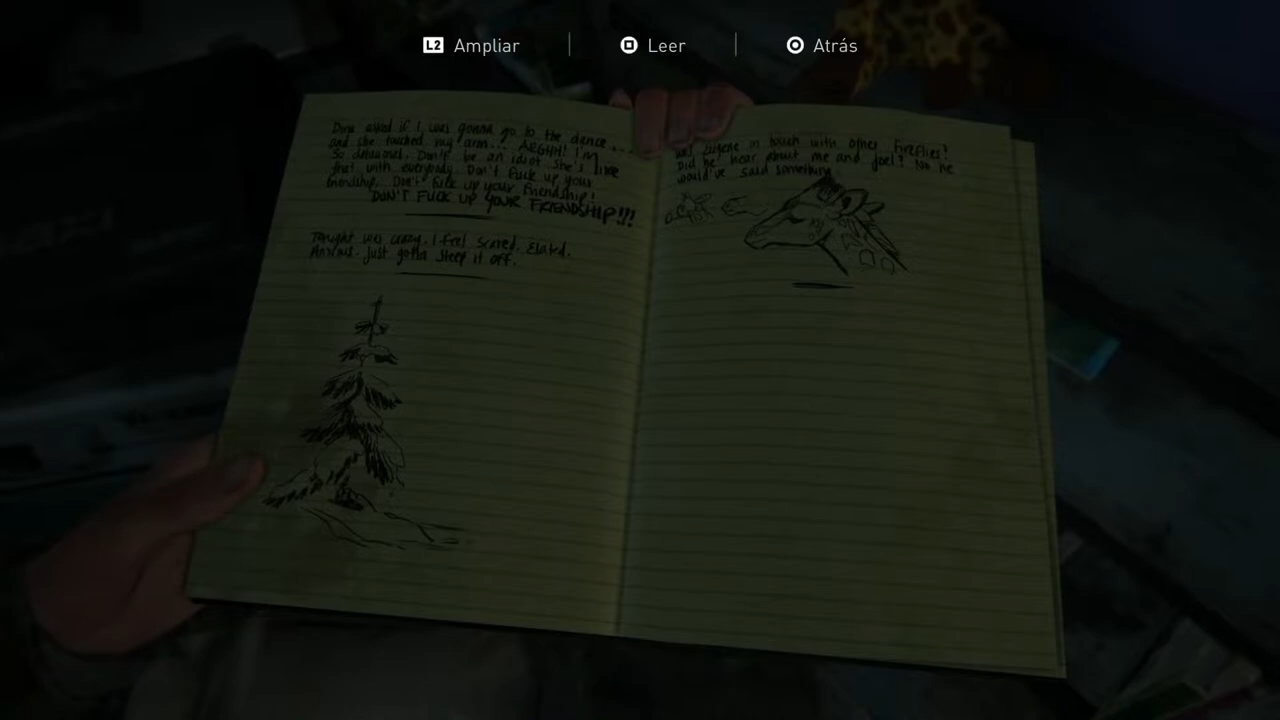 L2 Ampliar
Leer
Atrás
Dina asked if I was gonna go to the dance ....
and she touched my arm... ARGHH! I'm
so delusional. Don't be an idiot. She's like
that with everybody. Don't fuck up your
friendship. Don't fuck up your friendship!
DON'T FUCK UP YOUR FRIENDSHIP!!!
Tonight was crazy. I feel scared. Elated.
Anxious. Just gotta sleep it off.
Was Eugene in touch with other Fireflies?
Did he hear about me and Joel? No he
would've said something